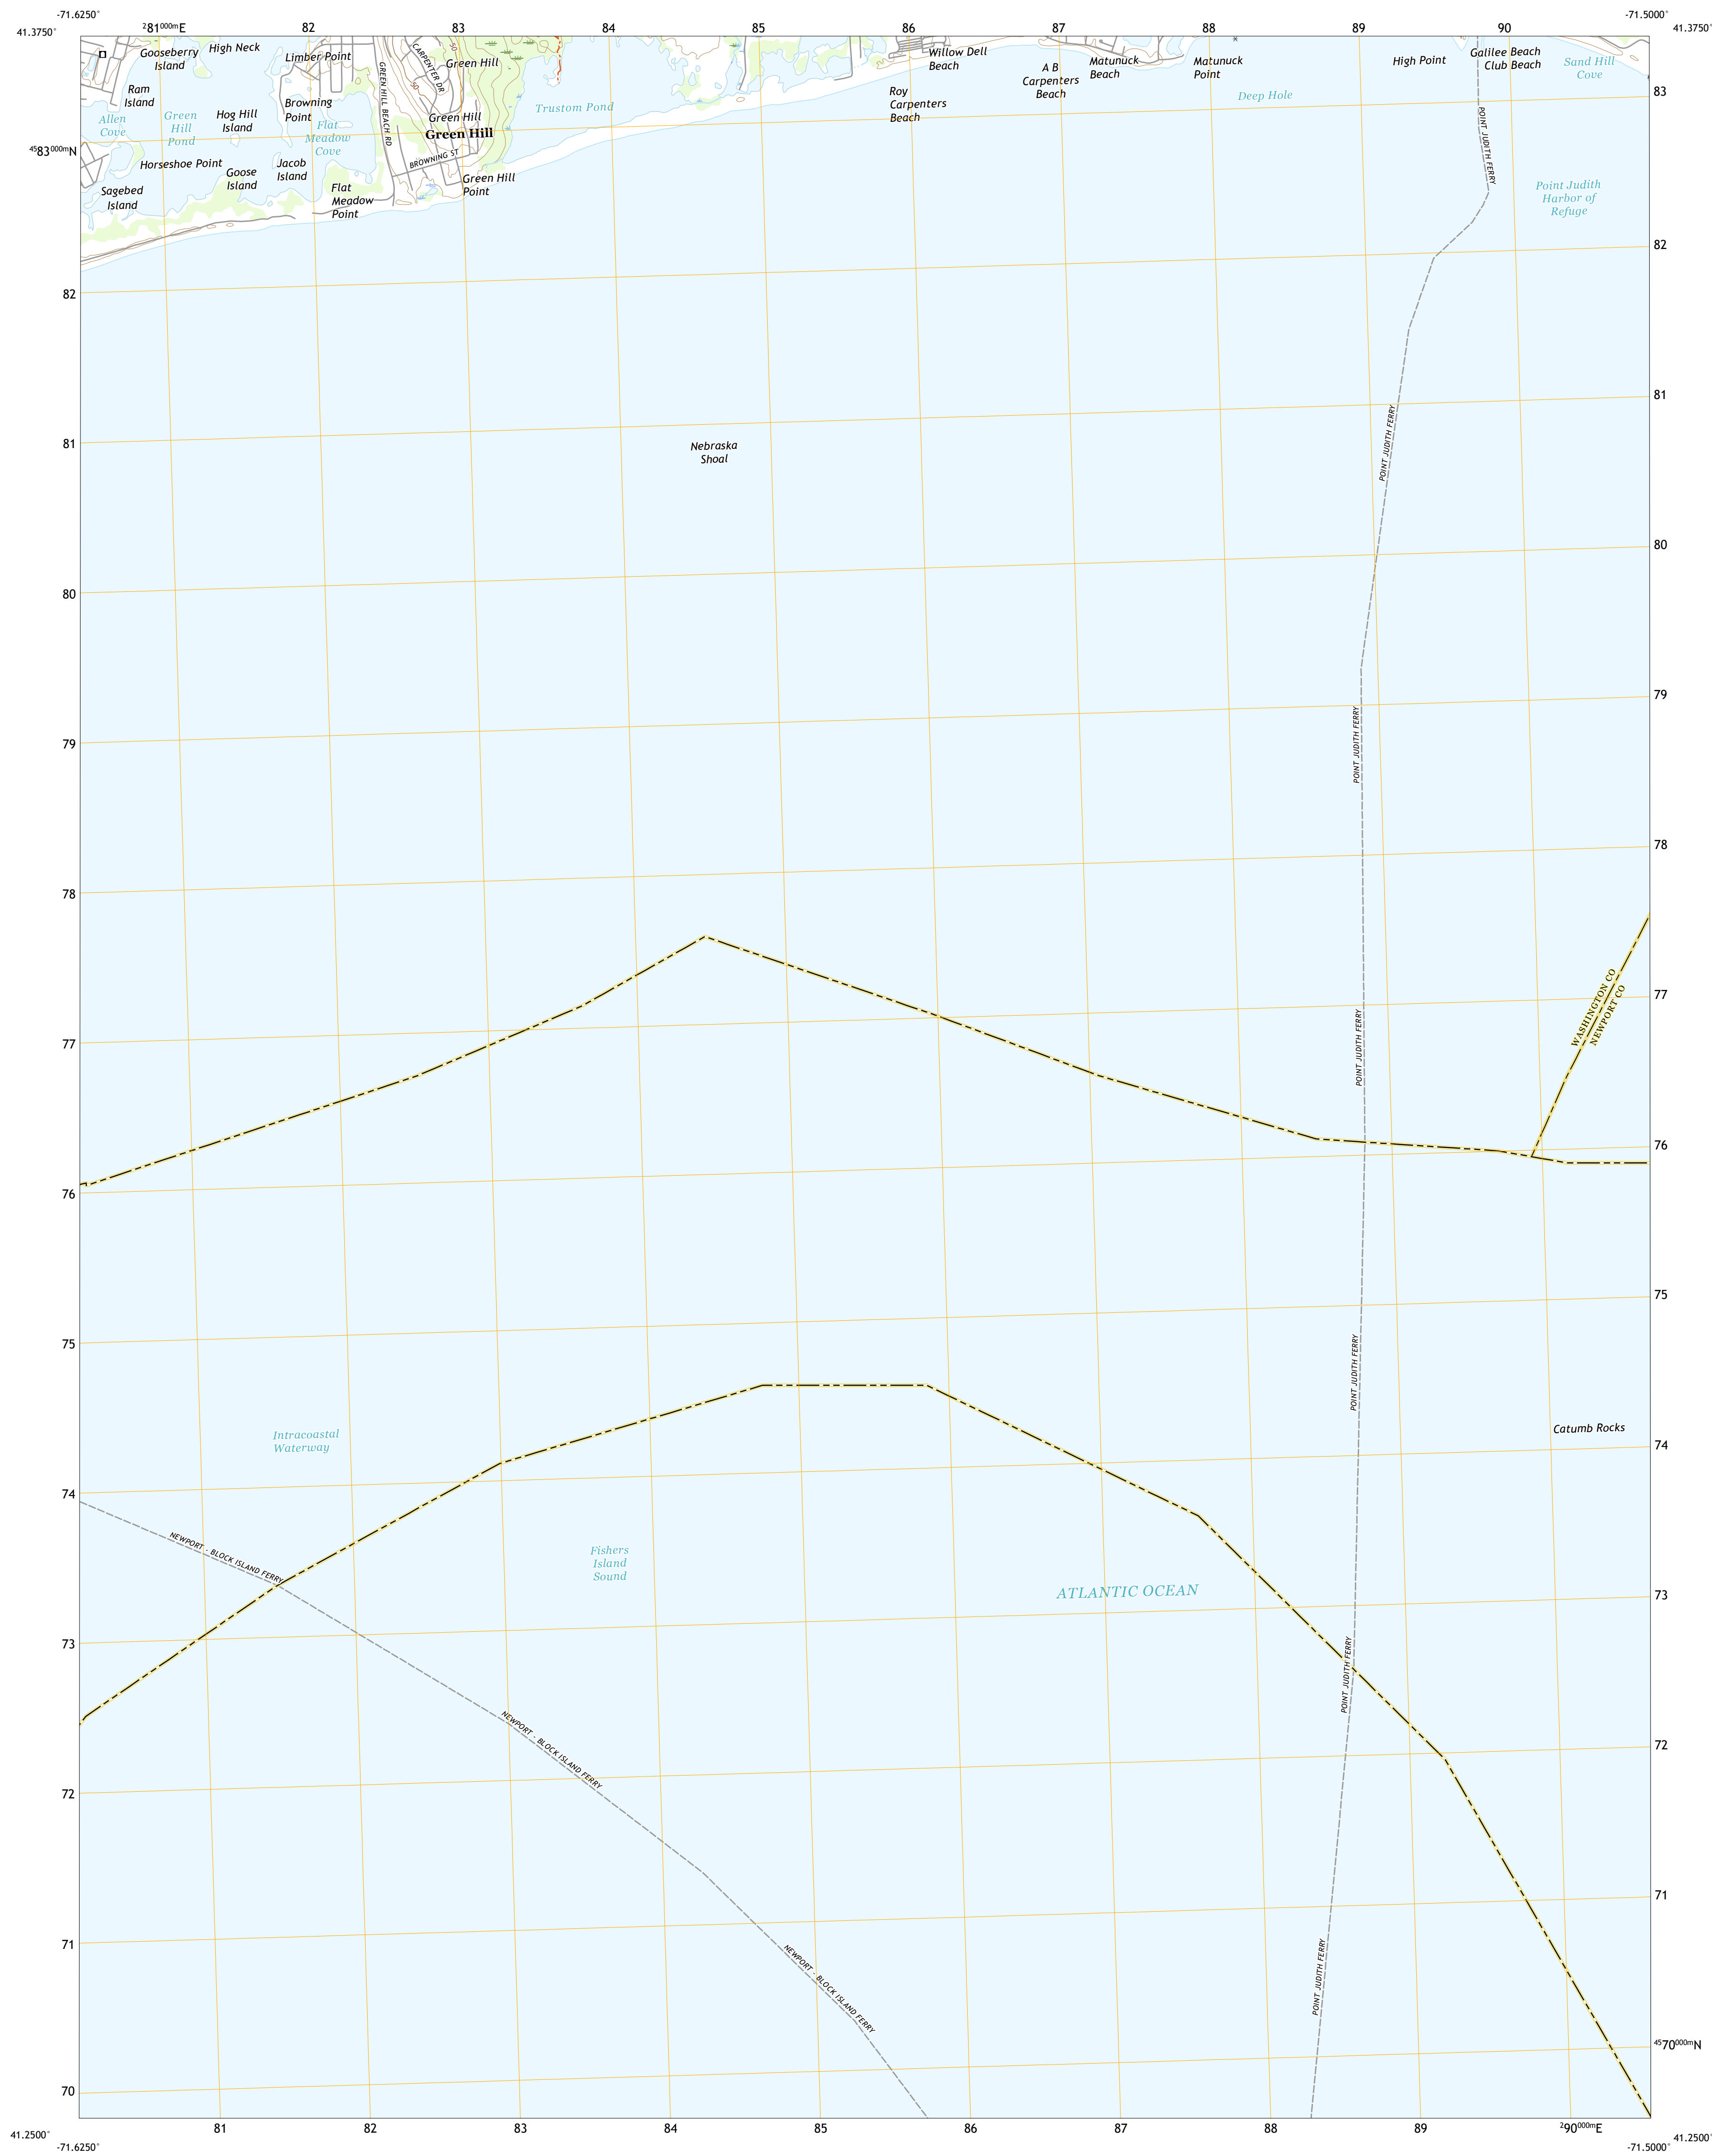 -71.6250°
-71.5000°
41.3750°
²81⁰⁰⁰ᵐE
82
83
84
85
86
87
88
89
90
41.3750°
Gooseberry
Island
High Neck
Limber Point
CARPENTER DR
50
Green Hill
Willow Dell
Beach
A B
Carpenters
Beach
Matunuck
Beach
Matunuck
Point
High Point
Galilee Beach
Club Beach
Sand Hill
Cove
Ram
Island
Browning
Point
GREEN HILL BEACH RD
50
Trustom Pond
Roy
Carpenters
Beach
Deep Hole
83
Allen
Cove
Green
Hill
Pond
Hog Hill
Island
Flat
Meadow
Cove
Green Hill
Green Hill
POINT JUDITH FERRY
⁴⁵83⁰⁰⁰ᵐN
Horseshoe Point
Jacob
Island
BROWNING ST
Goose
Island
Green Hill
Point
Sagebed
Island
Flat
Meadow
Point
Point Judith
Harbor of
Refuge
82
82
81
POINT JUDITH FERRY
81
Nebraska
Shoal
80
80
79
POINT JUDITH FERRY
79
78
78
WASHINGTON CO
NEWPORT CO
77
POINT JUDITH FERRY
77
76
76
75
75
POINT JUDITH FERRY
Intracoastal
Waterway
Catumb Rocks
74
74
NEWPORT - BLOCK ISLAND FERRY
Fishers
Island
Sound
ATLANTIC OCEAN
73
73
POINT JUDITH FERRY
NEWPORT - BLOCK ISLAND FERRY
72
72
71
71
NEWPORT - BLOCK ISLAND FERRY
POINT JUDITH FERRY
⁴⁵70⁰⁰⁰ᵐN
70
41.2500°
81
82
83
84
85
86
87
88
89
²90⁰⁰⁰ᵐE
41.2500°
-71.6250°
-71.5000°